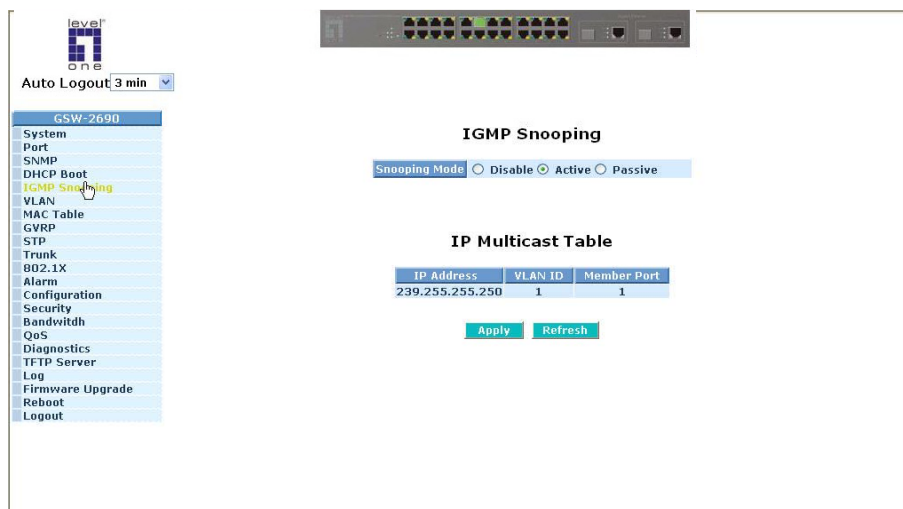 level
one
Auto Logout 3 min
GSW-2690
System
Port
SNMP
DHCP Boot
IGMP Snooping
VLAN
MAC Table
GVRP
STP
Trunk
802.1X
Alarm
Configuration
Security
Bandwitdh
QoS
Diagnostics
TFTP Server
Log
Firmware Upgrade
Reboot
Logout
IGMP Snooping
Snooping Mode Disable Active Passive
IP Multicast Table
IP Address VLAN ID Member Port
239.255.255.250 1 1
Apply Refresh